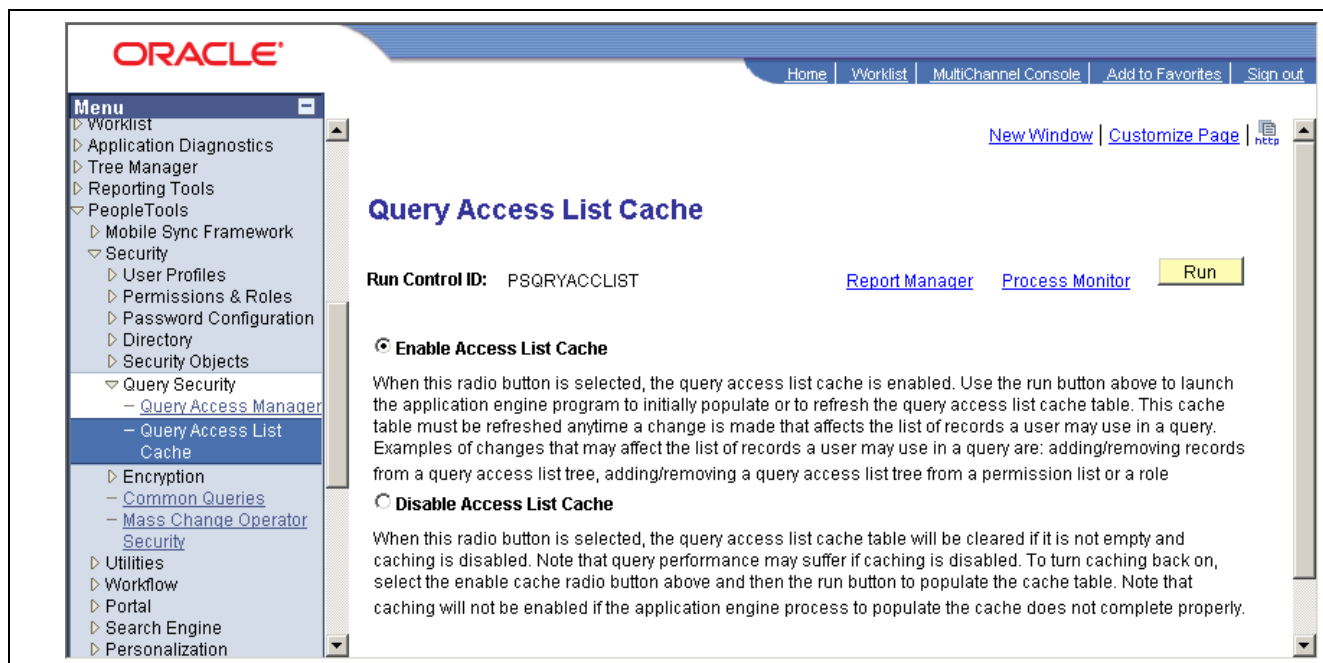 ORACLE
Home | Worklist | MultiChannel Console | Add to Favorites | Sign out
Menu
Worklist
Application Diagnostics
Tree Manager
Reporting Tools
PeopleTools
Mobile Sync Framework
Security
User Profiles
Permissions & Roles
Password Configuration
Directory
Security Objects
Query Security
– Query Access Manager
– Query Access List
Cache
Encryption
– Common Queries
– Mass Change Operator
Security
Utilities
Workflow
Portal
Search Engine
Personalization
New Window | Customize Page | http
Query Access List Cache
Run Control ID: PSQRYACCLIST Report Manager Process Monitor Run
Enable Access List Cache
When this radio button is selected, the query access list cache is enabled. Use the run button above to launch
the application engine program to initially populate or to refresh the query access list cache table. This cache
table must be refreshed anytime a change is made that affects the list of records a user may use in a query.
Examples of changes that may affect the list of records a user may use in a query are: adding/removing records
from a query access list tree, adding/removing a query access list tree from a permission list or a role
Disable Access List Cache
When this radio button is selected, the query access list cache table will be cleared if it is not empty and
caching is disabled. Note that query performance may suffer if caching is disabled. To turn caching back on,
select the enable cache radio button above and then the run button to populate the cache table. Note that
caching will not be enabled if the application engine process to populate the cache does not complete properly.